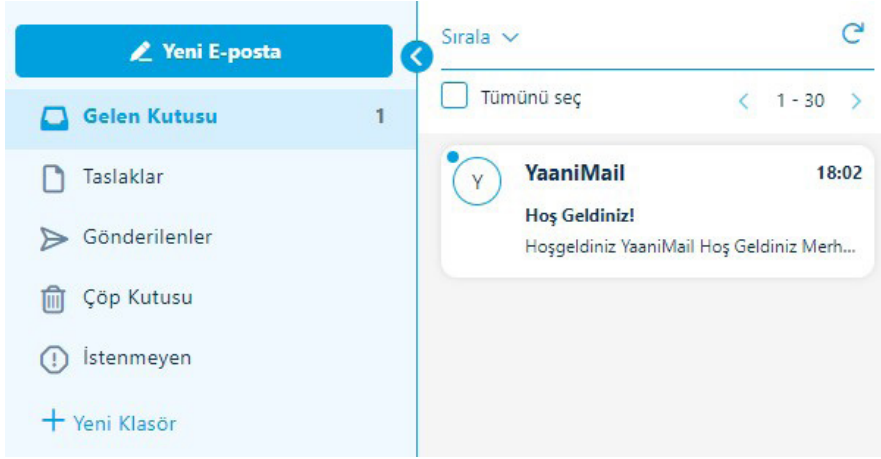 Yeni E-posta
Gelen Kutusu 1
Taslaklar
Gönderilenler
Çöp Kutusu
İstenmeyen
Yeni Klasör
Sırala
Tümünü seç
1 - 30
Y
YaaniMail 18:02
Hoş Geldiniz!
Hoşgeldiniz YaaniMail Hoş Geldiniz Merh...